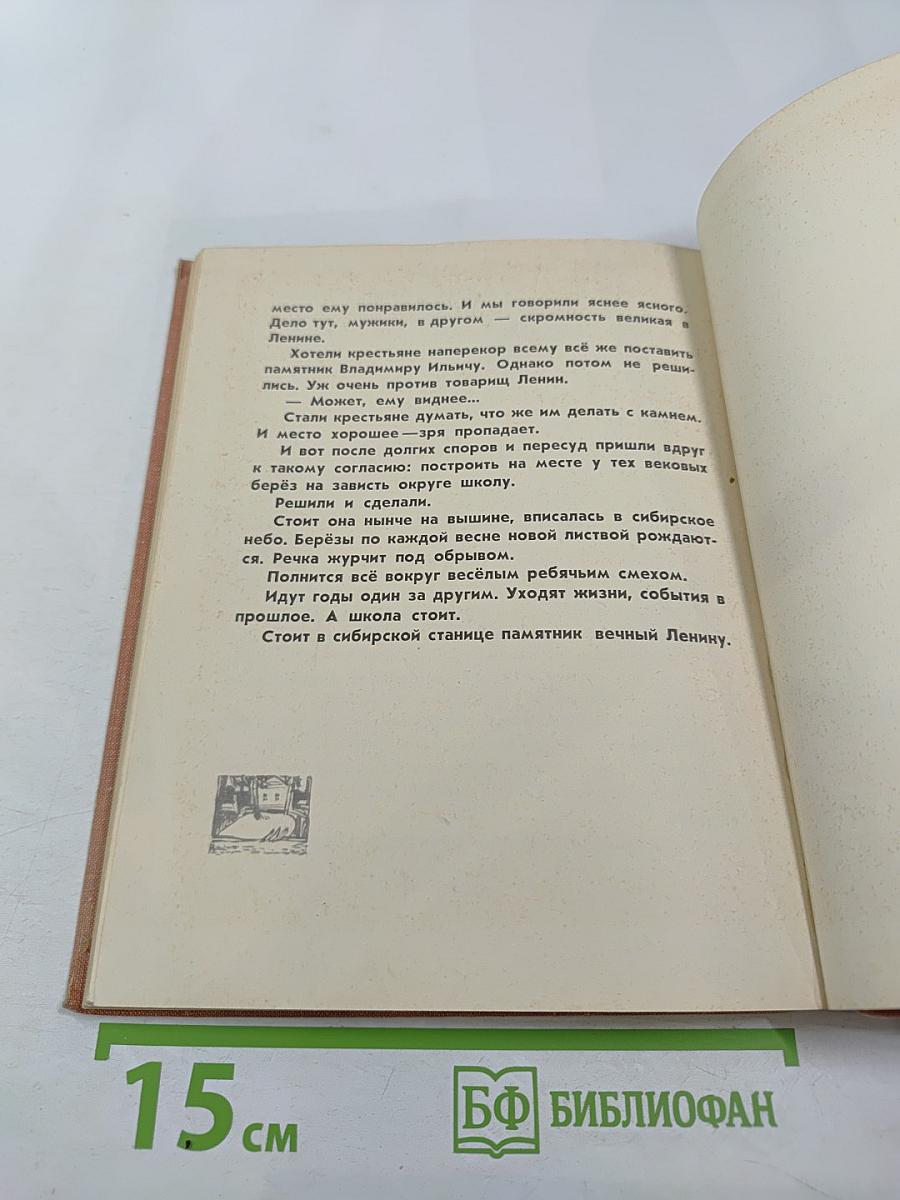 место ему понравилось. И мы говорили яснее ясного.
Дело тут, мужики, в другом — скромность великая в
Ленине.
Хотели крестьяне наперекор всему всё же поставить
памятник Владимиру Ильичу. Однако потом не реши-
лись. Уж очень против товарищ Ленин.
— Может, ему виднее...
Стали крестьяне думать, что же им делать с камнем.
И место хорошее — зря пропадает.
И вот после долгих споров и пересуд пришли вдруг
к такому согласию: построить на месте у тех вековых
берёз на зависть округе школу.
Решили и сделали.
Стоит она нынче на вышине, вписалась в сибирское
небо. Берёзы по каждой весне новой листвой рождают-
ся. Речка журчит под обрывом.
Полнится всё вокруг весёлым ребячьим смехом.
Идут годы один за другим. Уходят жизни, события в
прошлое. А школа стоит.
Стоит в сибирской станице памятник вечный Ленину.
15 см
БФ БИБЛИОФАН